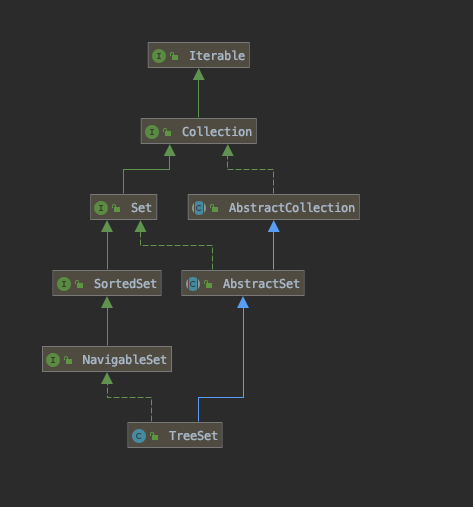 I Iterable
I Collection
I Set
C AbstractCollection
I SortedSet
C AbstractSet
I NavigableSet
C TreeSet